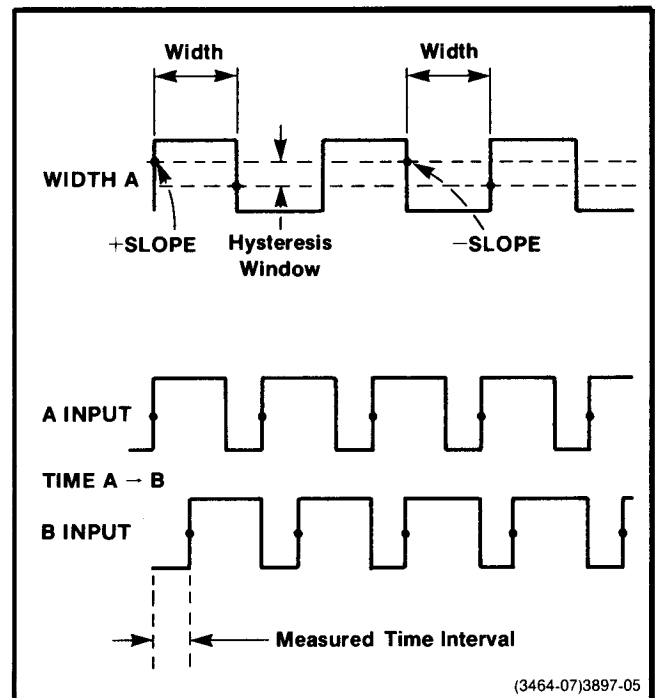 Width Width
WIDTH A
+SLOPE Hysteresis Window −SLOPE
A INPUT
TIME A → B
B INPUT
Measured Time Interval
(3464-07)3897-05